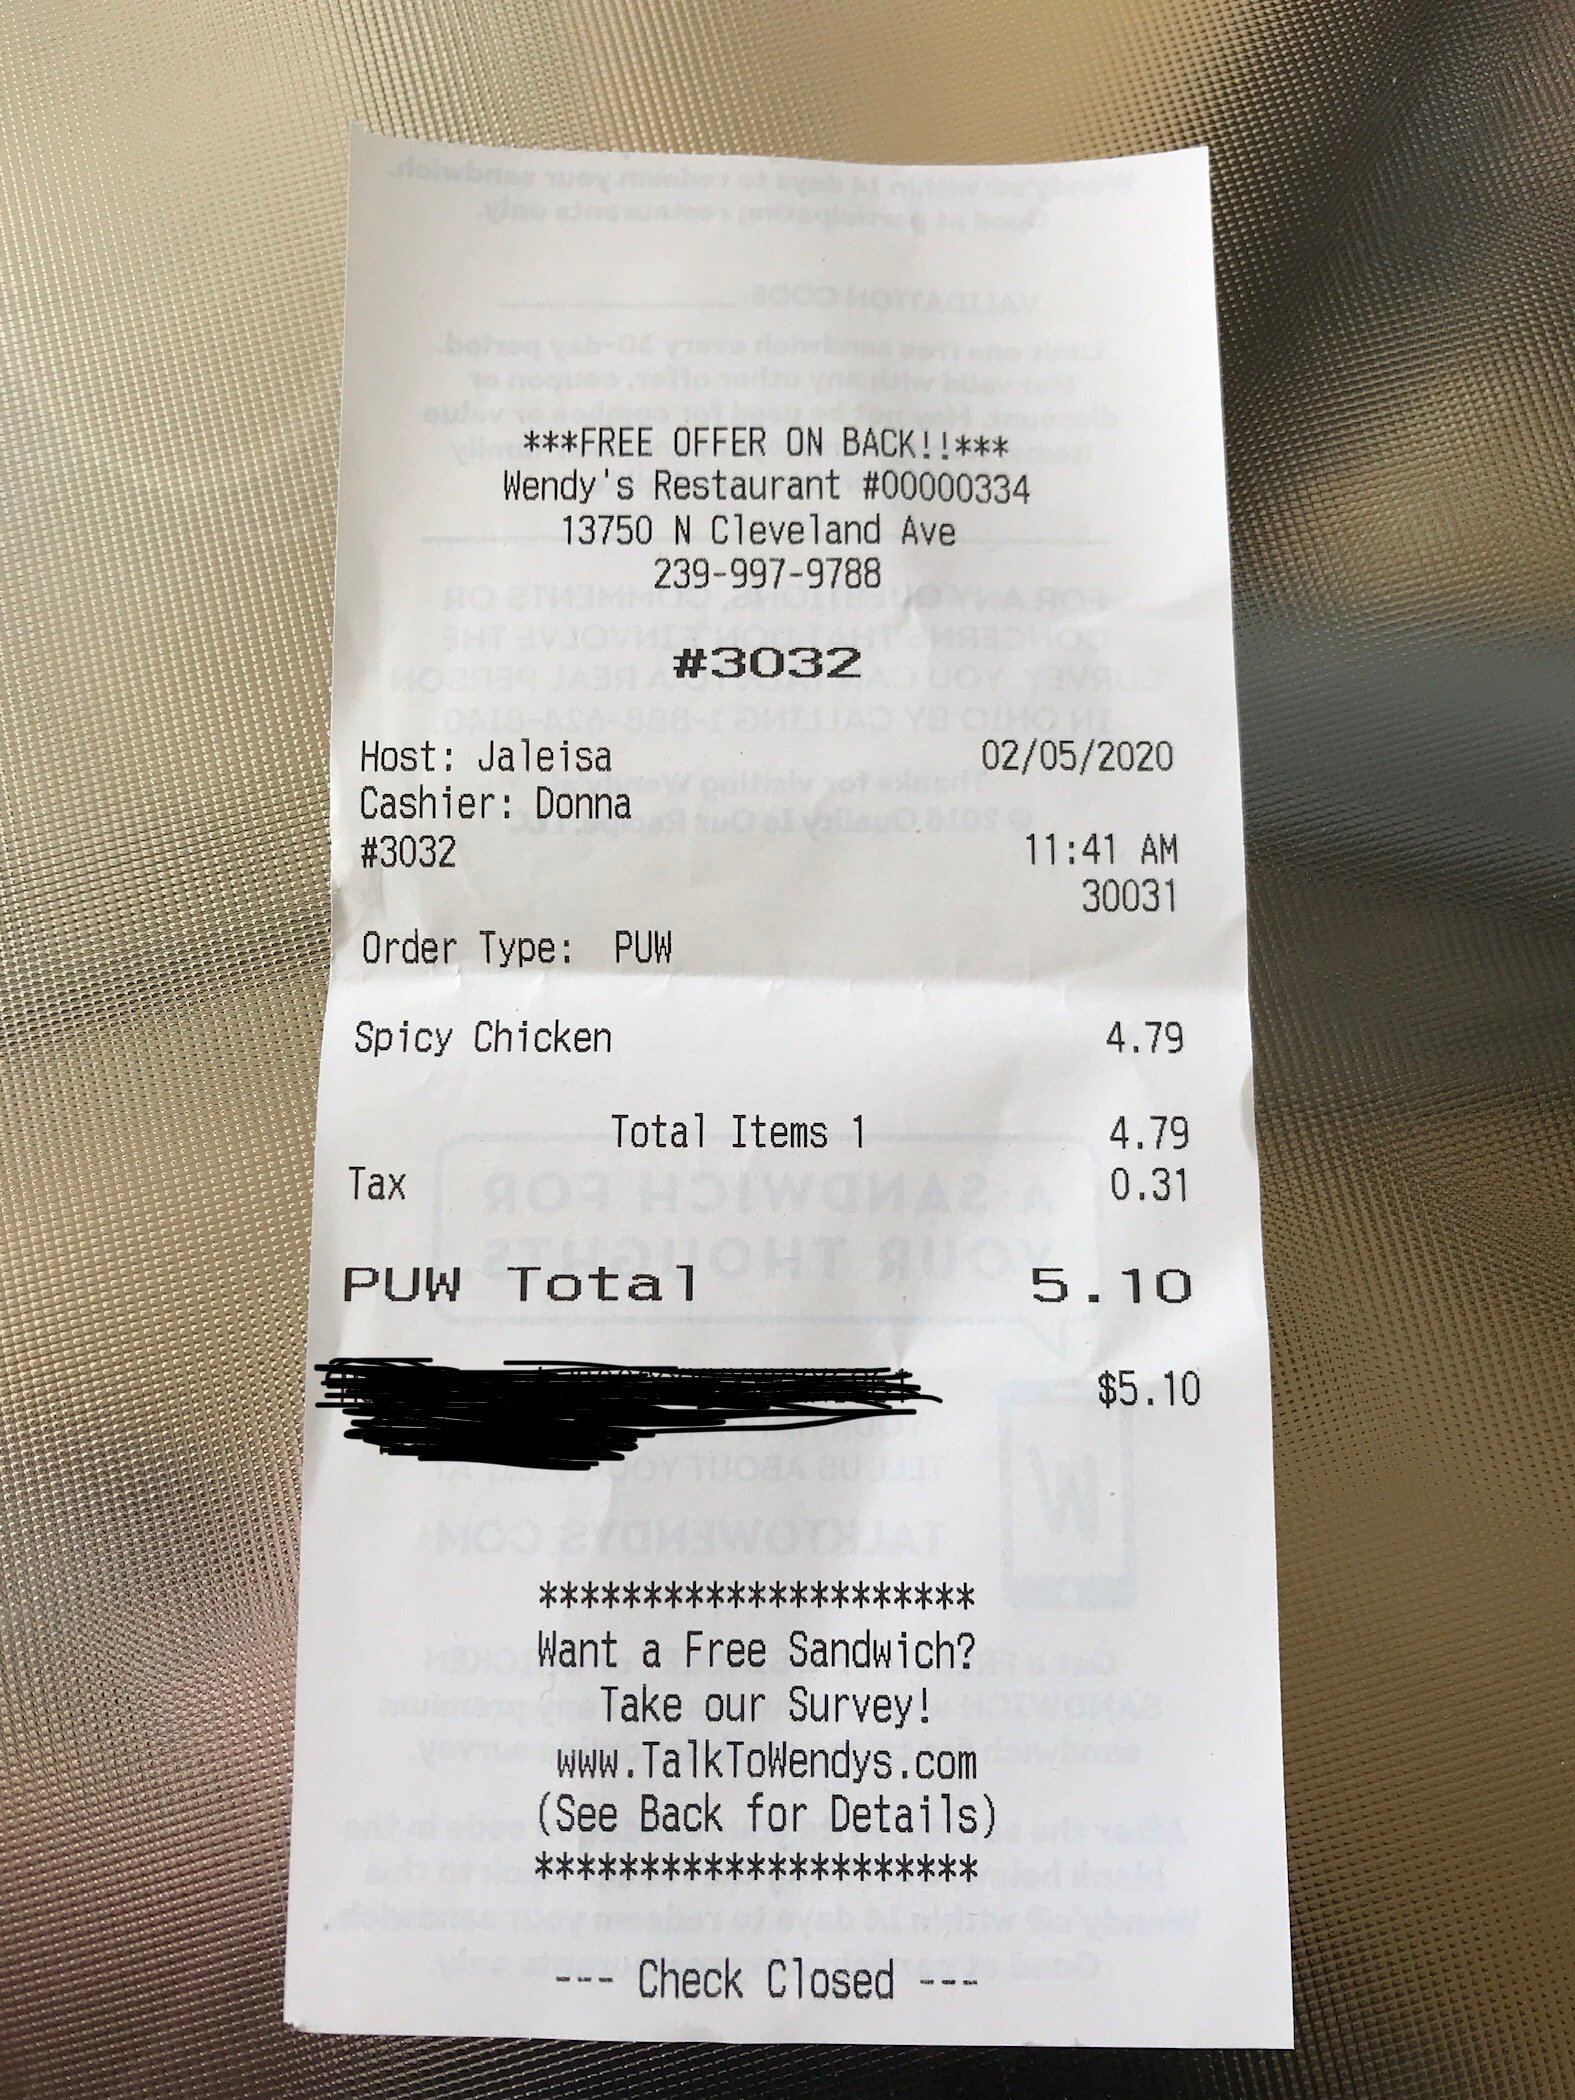 ***FREE OFFER ON BACK!!***
Wendy's Restaurant #00000334
13750 N Cleveland Ave
239-997-9788
#3032
Host: Jaleisa 02/05/2020
Cashier: Donna
#3032 11:41 AM
30031
Order Type: PUW
Spicy Chicken 4.79
Total Items 1 4.79
Tax 0.31
PUW Total 5.10
$5.10
*********************
Want a Free Sandwich?
Take our Survey!
www.TalkToWendys.com
(See Back for Details)
*********************
--- Check Closed ---